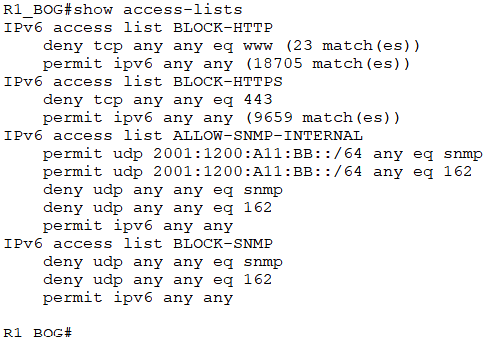 R1_BOG#show access-lists
IPv6 access list BLOCK-HTTP
    deny tcp any any eq www (23 match(es))
    permit ipv6 any any (18705 match(es))
IPv6 access list BLOCK-HTTPS
    deny tcp any any eq 443
    permit ipv6 any any (9659 match(es))
IPv6 access list ALLOW-SNMP-INTERNAL
    permit udp 2001:1200:A11:BB::/64 any eq snmp
    permit udp 2001:1200:A11:BB::/64 any eq 162
    deny udp any any eq snmp
    deny udp any any eq 162
    permit ipv6 any any
IPv6 access list BLOCK-SNMP
    deny udp any any eq snmp
    deny udp any any eq 162
    permit ipv6 any any
R1_BOG#